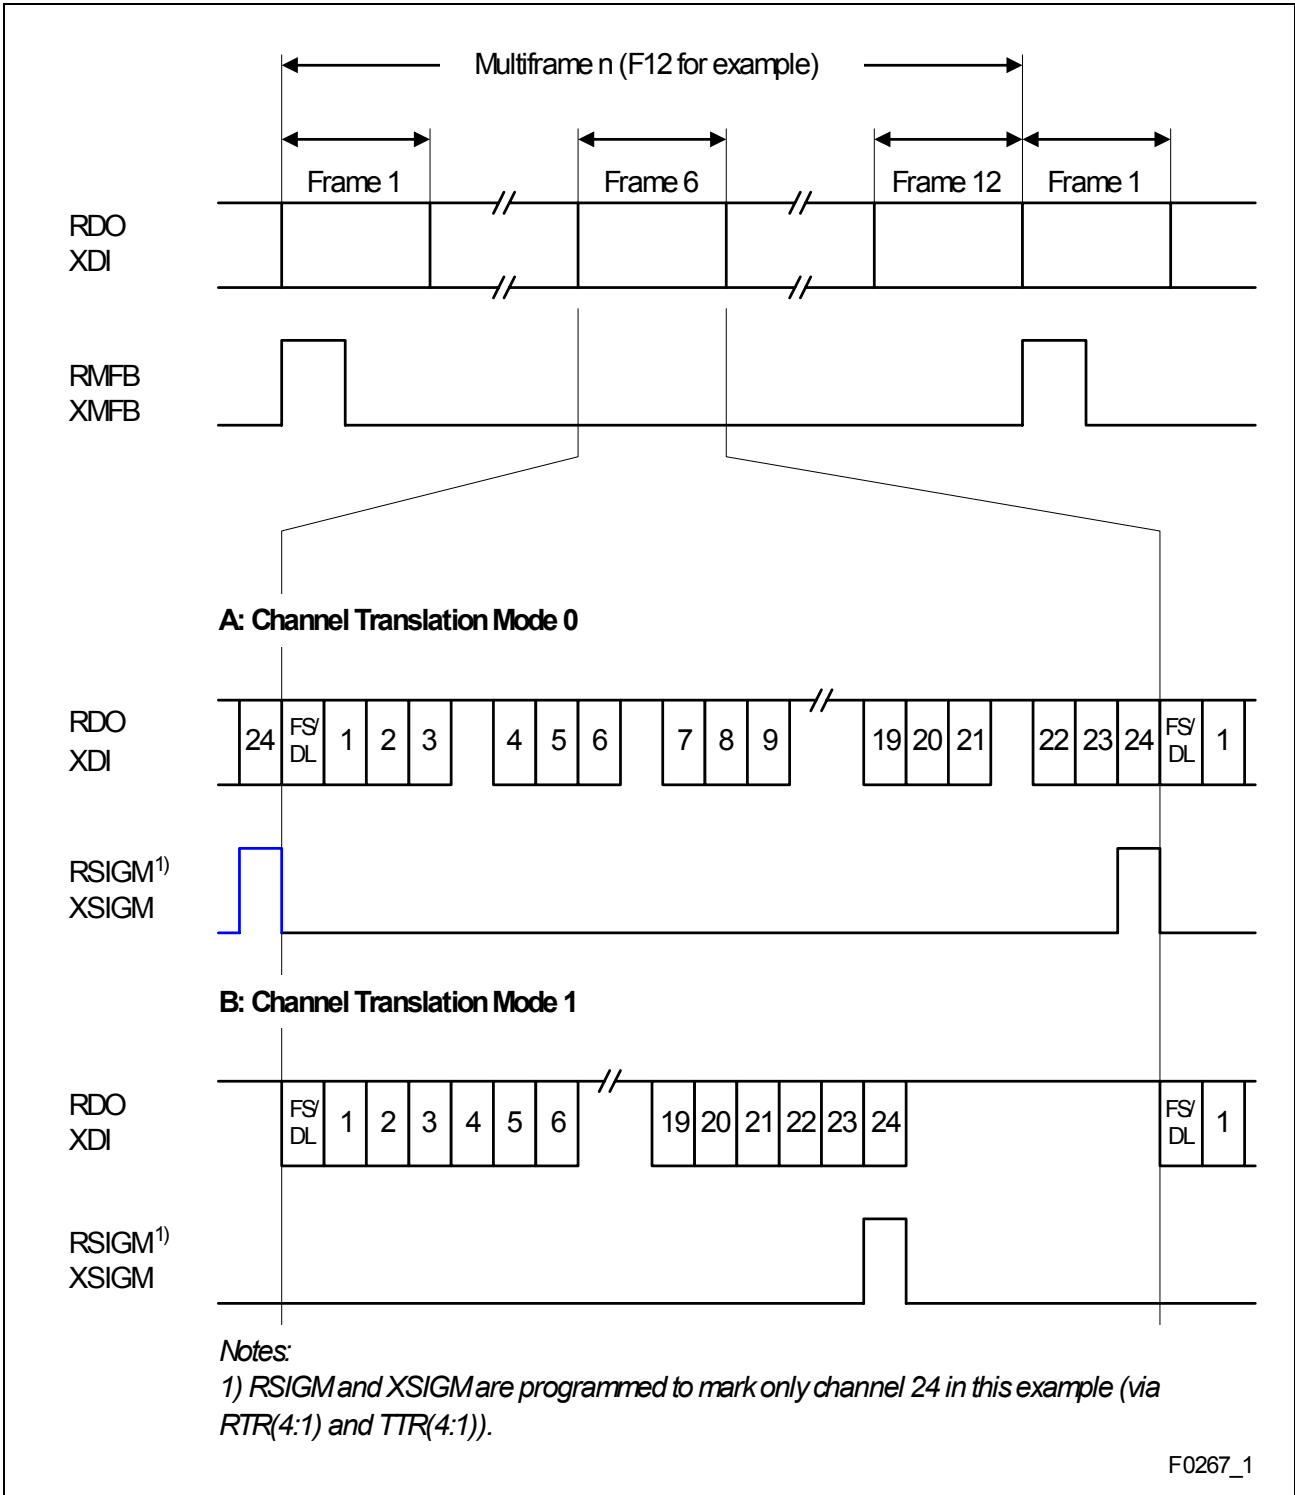 Multiframe n (F12 for example)
Frame 1 Frame 6 Frame 12 Frame 1
RDO
XDI
RMFB
XMFB
A: Channel Translation Mode 0
RDO
XDI
24 FS/DL 1 2 3 4 5 6 7 8 9 19 20 21 22 23 24 FS/DL 1
RSIGM1)
XSIGM
B: Channel Translation Mode 1
RDO
XDI
FS/DL 1 2 3 4 5 6 19 20 21 22 23 24 FS/DL 1
RSIGM1)
XSIGM
Notes:
1) RSIGM and XSIGM are programmed to mark only channel 24 in this example (via
RTR(4:1) and TTR(4:1)).
F0267_1